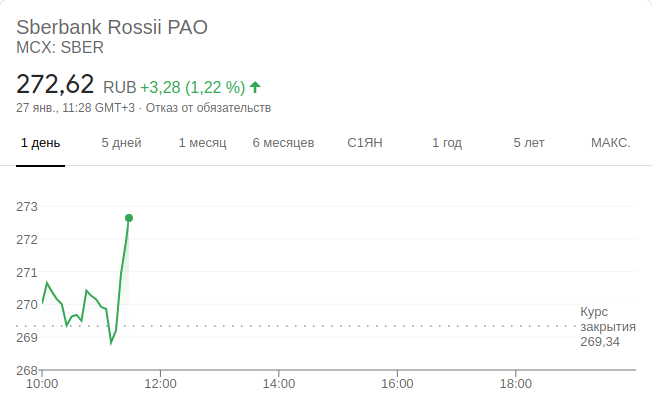 Sberbank Rossii PAO
MCX: SBER
272,62 RUB +3,28 (1,22 %)
27 янв., 11:28 GMT+3 · Отказ от обязательств
1 день 5 дней 1 месяц 6 месяцев С1ЯН 1 год 5 лет МАКС.
273
272
271
270
269
268
Курс
закрытия
269,34
10:00 12:00 14:00 16:00 18:00